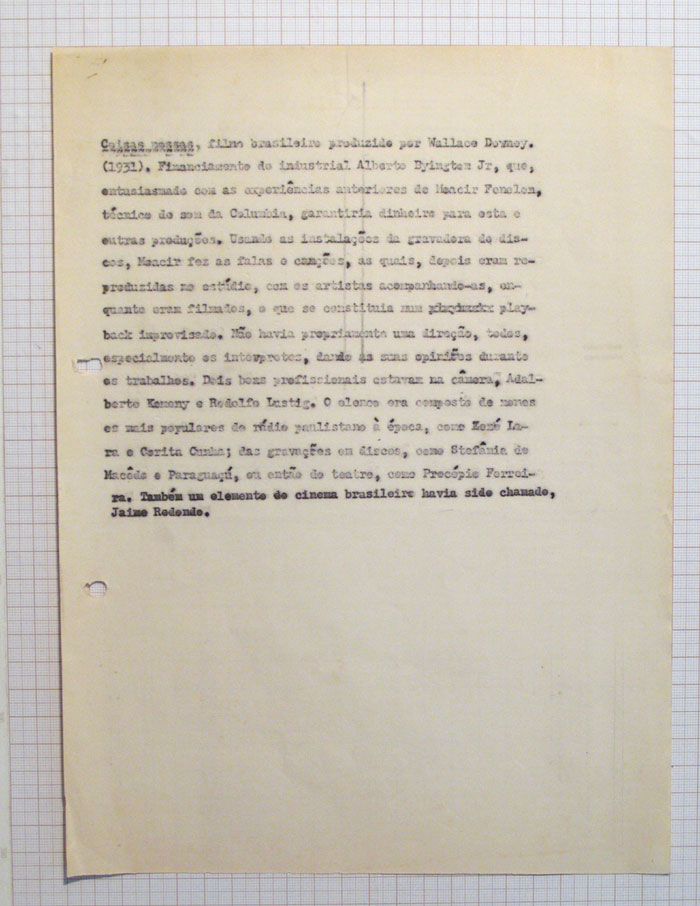 Coisas nossas, filme brasileiro produzido por Wallace Downey.
(1931). Financiamento do industrial Alberto Byington Jr, que,
entusiasmado com as experiências anteriores de Moacir Fenelon,
técnico de som da Columbia, garantiria dinheiro para esta e
outras produções. Usando as instalações da gravadora de dis-
cos, Moacir fez as falas e canções, as quais, depois eram re-
produzidas no estúdio, com os artistas acompanhando-as, en-
quanto eram filmados, o que se constituia num play-
back improvisado. Não havia propriamente uma direção, todos,
especialmente os interpretes, dando as suas opiniões durante
os trabalhos. Dois bons profissionais estavam na câmera, Adal-
berto Kemeny e Rodolfo Lustig. O elenco era composto de nomes
os mais populares do rádio paulistano à época, como Zezé La-
ra e Corita Cunha; das gravações em discos, como Stefânia de
Macêdo e Paraguaçú, ou então do teatro, como Procópio Ferrei-
ra. Também um elemento do cinema brasileiro havia sido chamado,
Jaime Redondo.